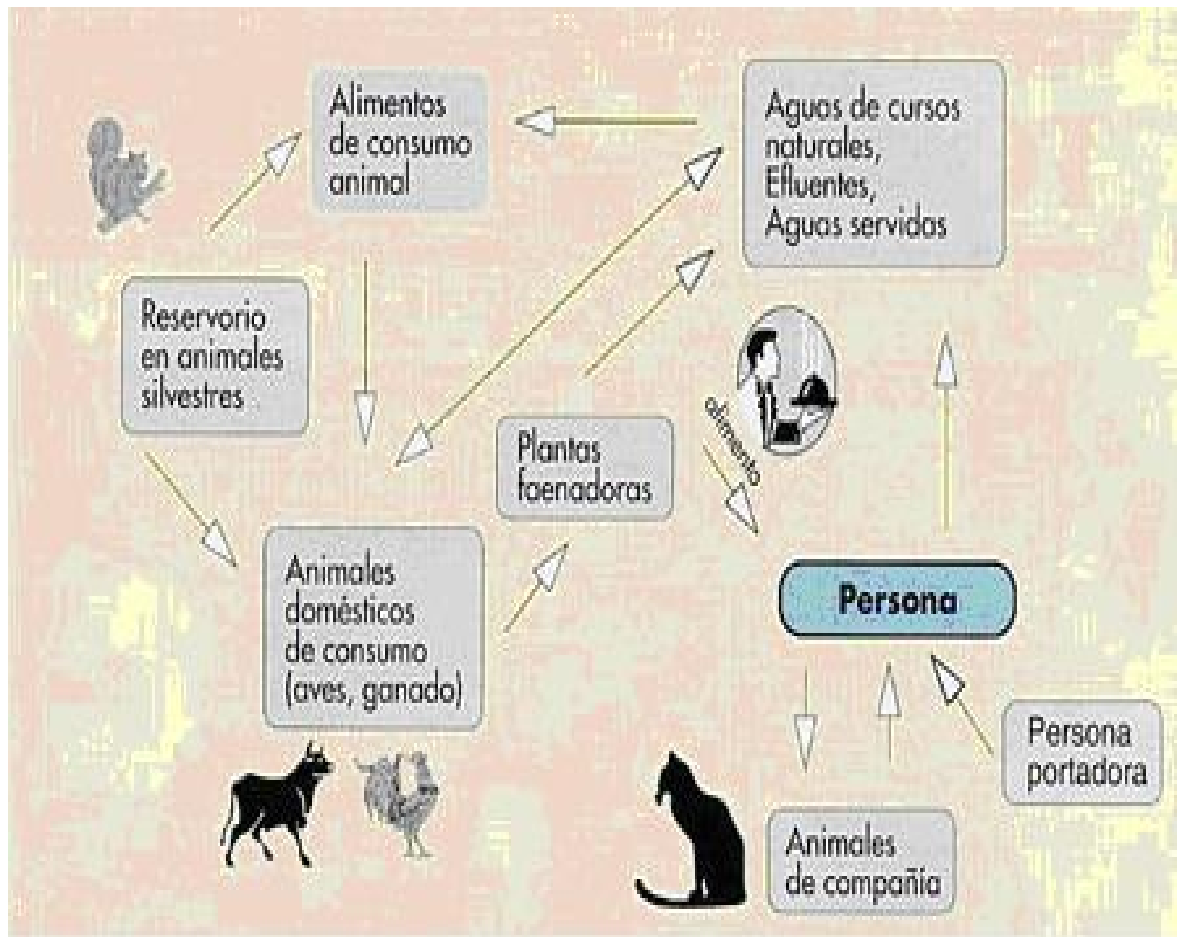 Alimentos
de consumo
animal
Aguas de cursos
naturales,
Efluentes,
Aguas servidas
Reservorio
en animales
silvestres
alimento
Plantas
faenadoras
Animales
domésticos
de consumo
(aves, ganado)
Persona
Persona
portadora
Animales
de compañia